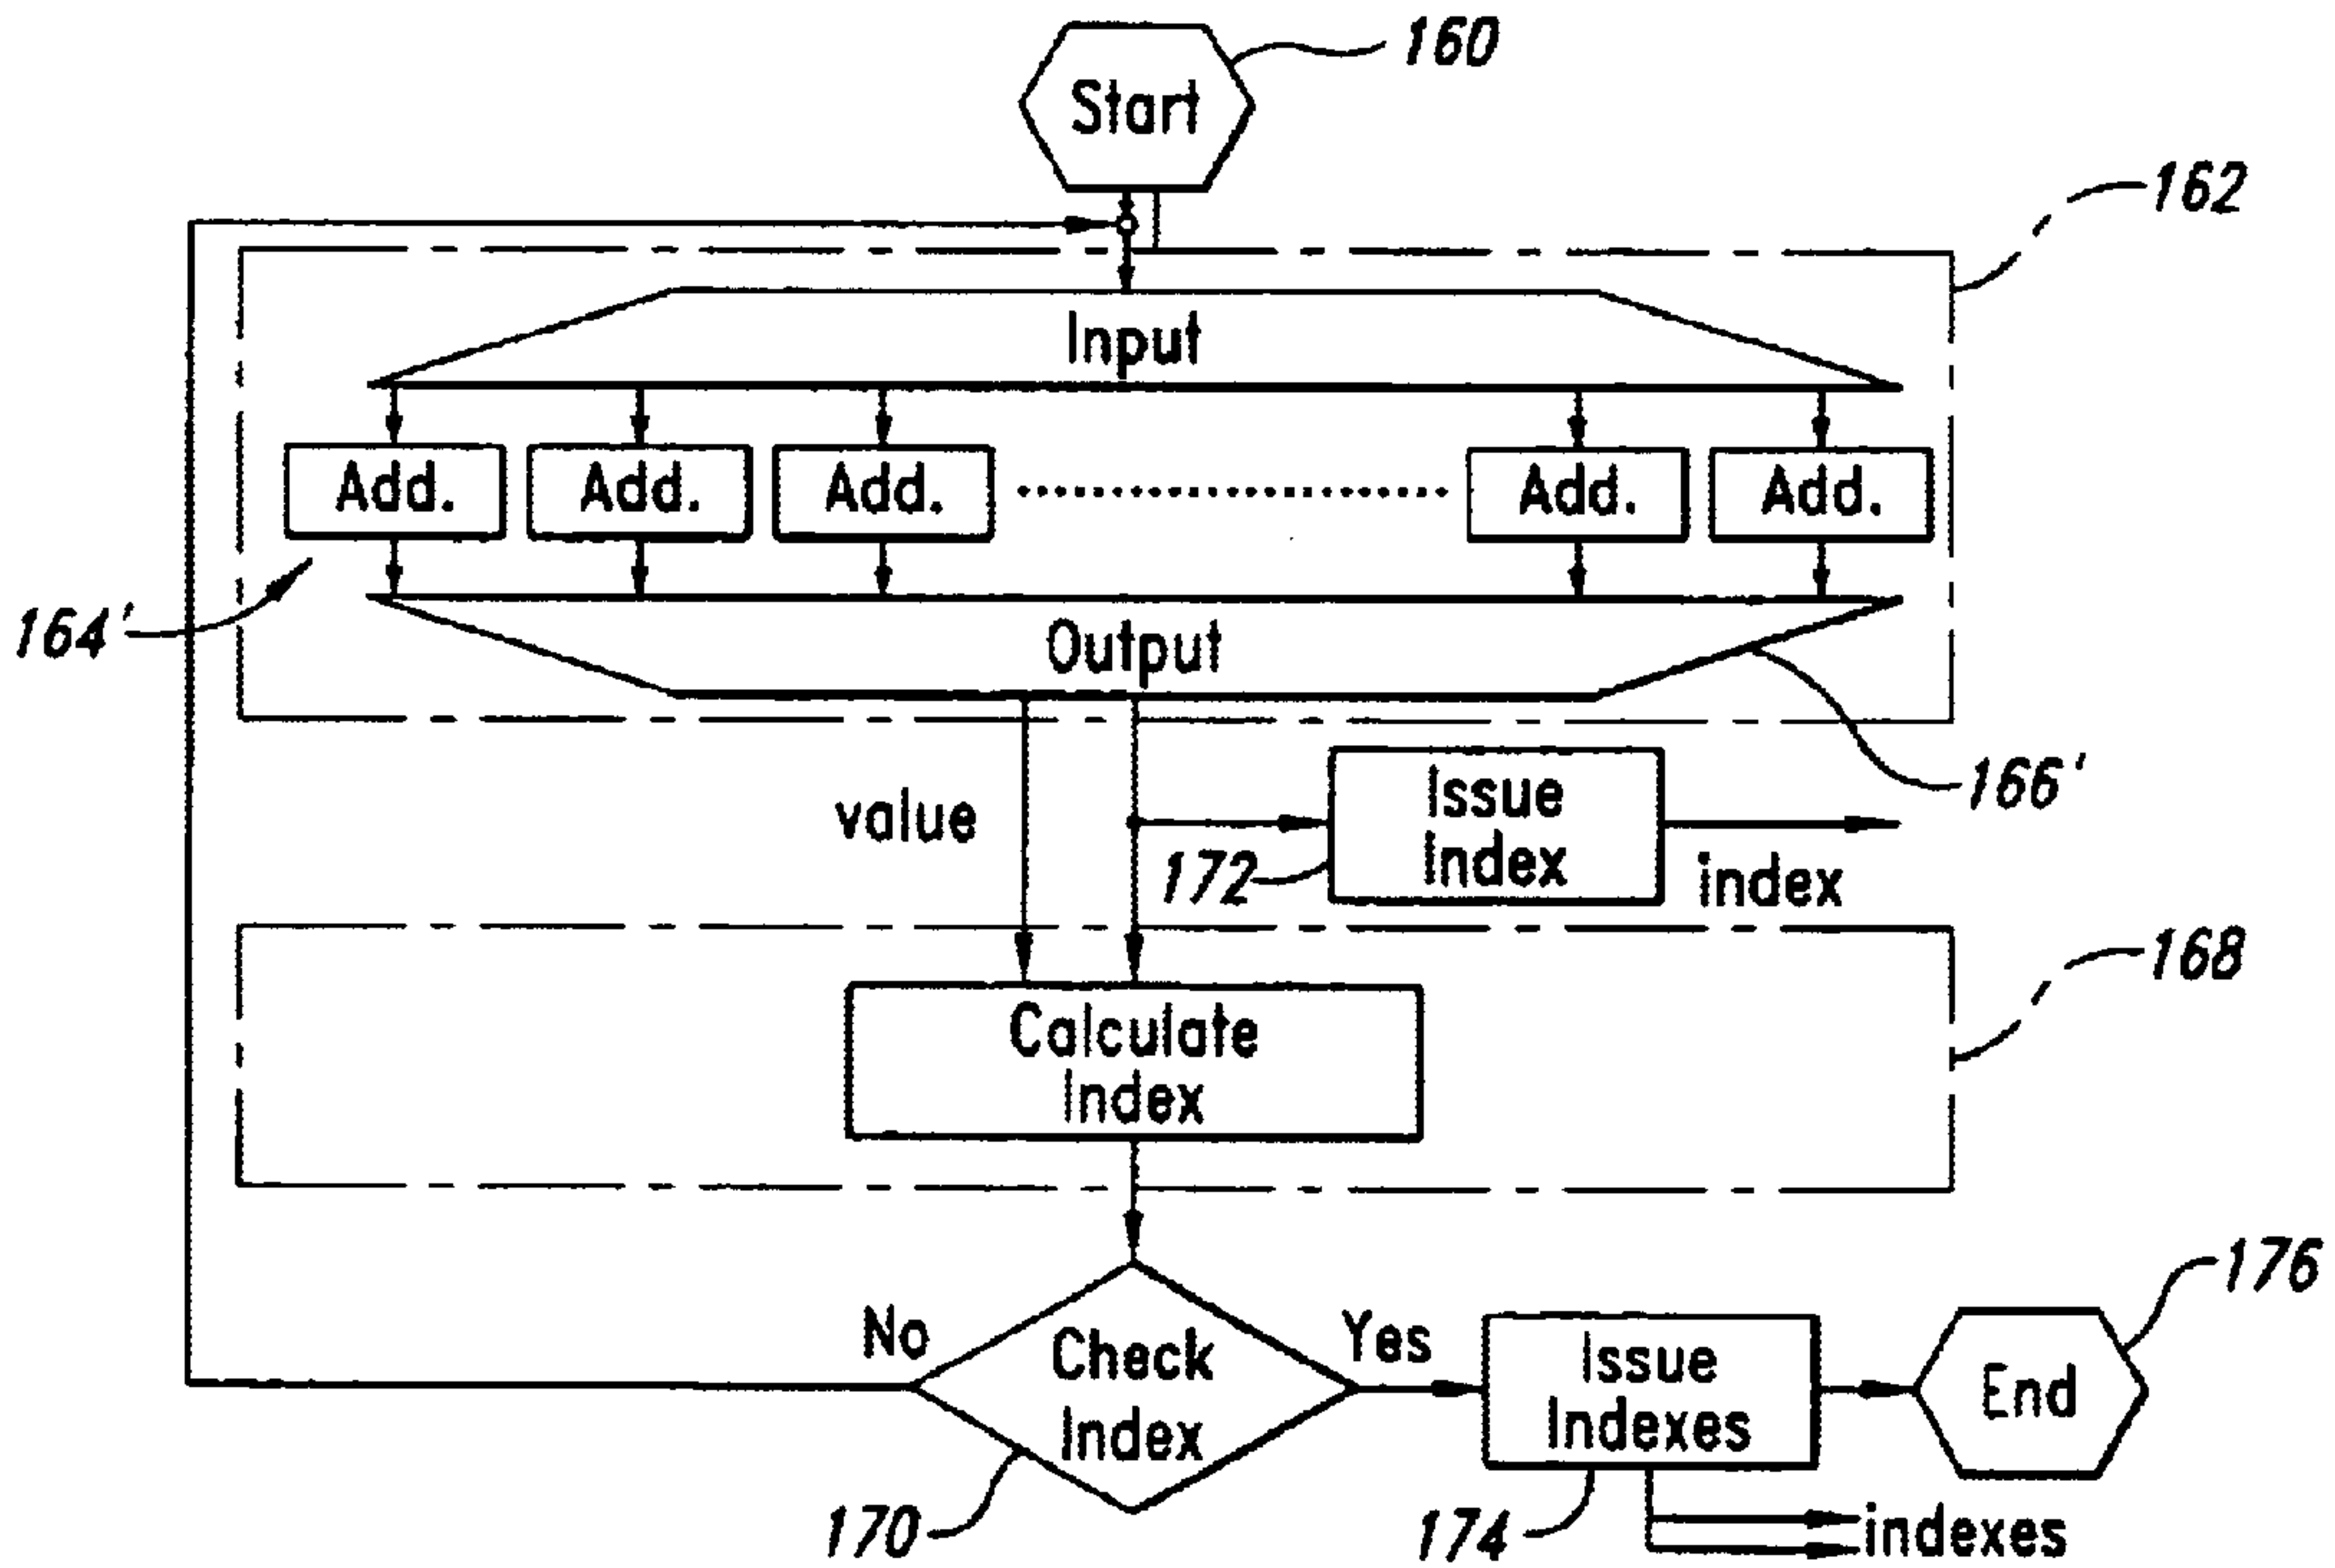 160
Start
162
Input
Add. Add. Add. Add. Add.
164'
Output
166'
value
Issue
Index
172
index
168
Calculate
Index
176
No
Yes
Check
Index
Issue
Indexes
End
170
174
indexes